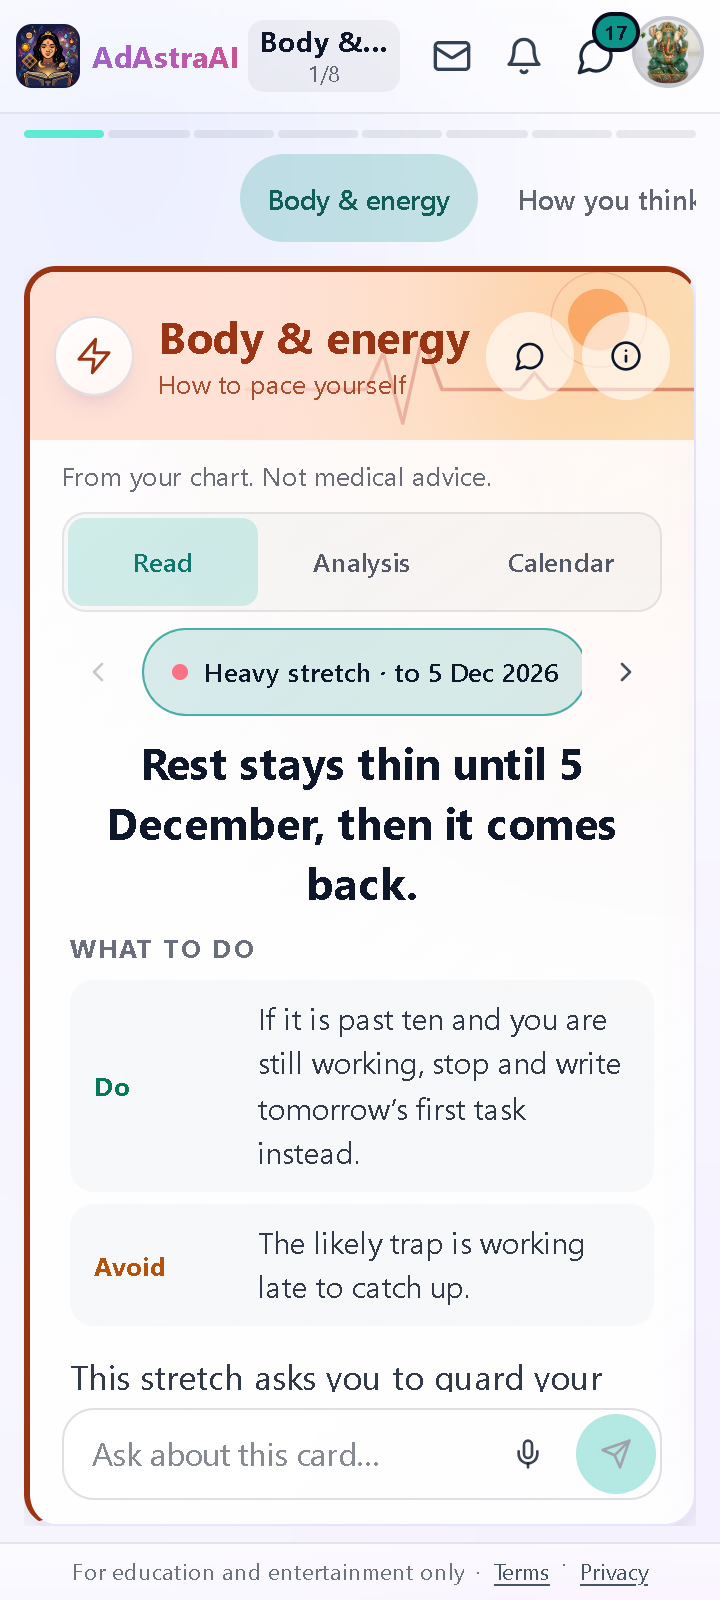 AdAstraAI
Body &...
1/8
17
Body & energy
How you think
Body & energy
How to pace yourself
From your chart. Not medical advice.
Read
Analysis
Calendar
Heavy stretch · to 5 Dec 2026
Rest stays thin until 5
December, then it comes
back.
WHAT TO DO
Do
If it is past ten and you are
still working, stop and write
tomorrow’s first task
instead.
Avoid
The likely trap is working
late to catch up.
This stretch asks you to guard your
Ask about this card...
For education and entertainment only · Terms · Privacy